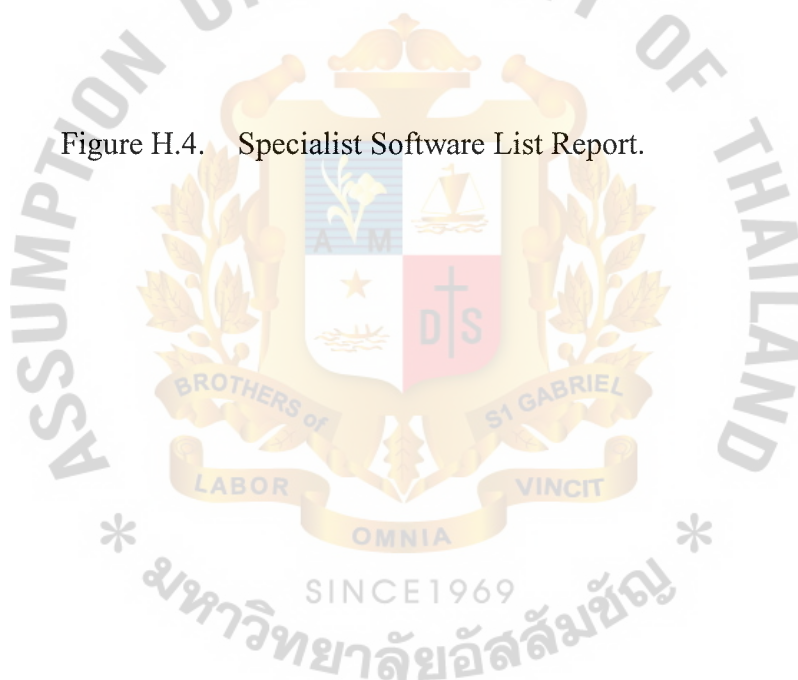 Figure H.4. Specialist Software List Report.
ASSUMPTION OF THAILAND
A M
D S
BROTHERS of S1 GABRIEL
LABOR VINCIT
OMNIA
SINCE1969
มหาวิทยาลัยอัสสัมชัญ